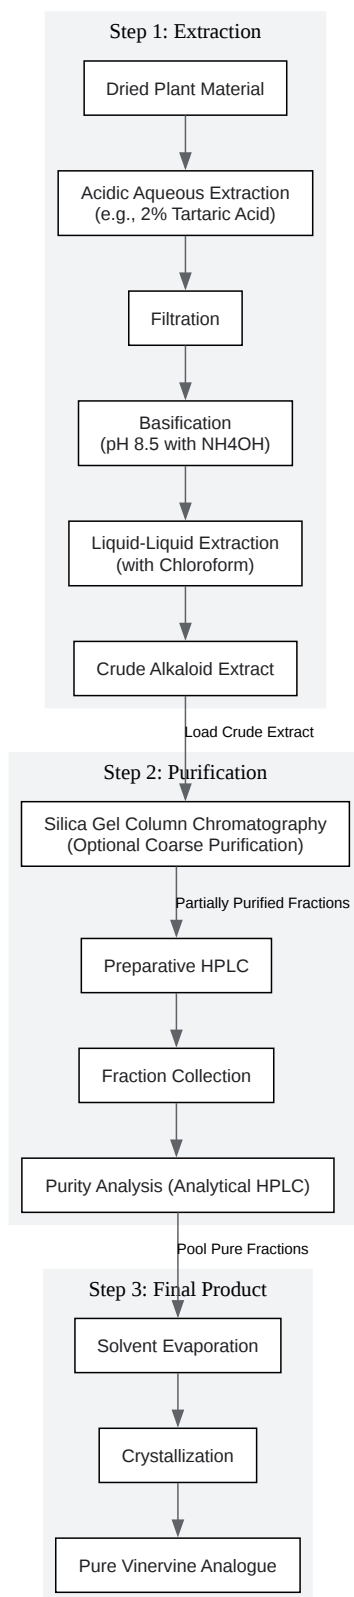 Step 1: Extraction
Dried Plant Material
Acidic Aqueous Extraction
(e.g., 2% Tartaric Acid)
Filtration
Basification
(pH 8.5 with NH4OH)
Liquid-Liquid Extraction
(with Chloroform)
Crude Alkaloid Extract
Load Crude Extract
Step 2: Purification
Silica Gel Column Chromatography
(Optional Coarse Purification)
Partially Purified Fractions
Preparative HPLC
Fraction Collection
Purity Analysis (Analytical HPLC)
Pool Pure Fractions
Step 3: Final Product
Solvent Evaporation
Crystallization
Pure Vinervine Analogue